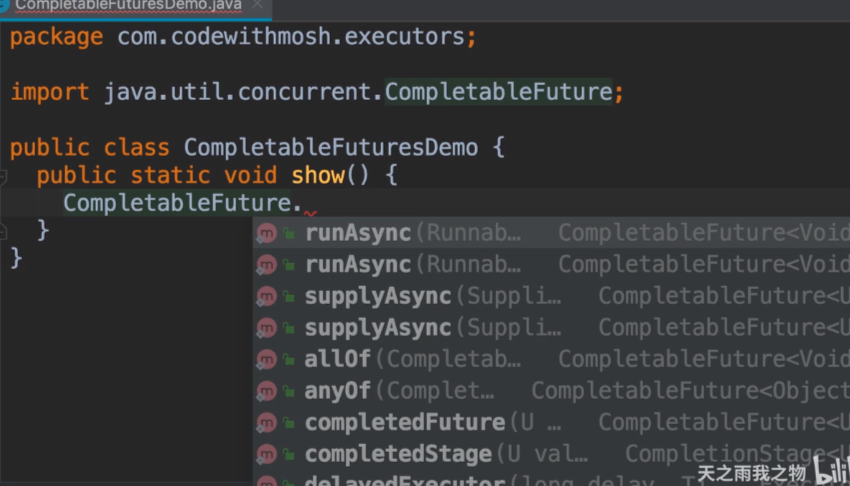 CompletableFuturesDemo.java
package com.codewithmosh.executors;
import java.util.concurrent.CompletableFuture;
public class CompletableFuturesDemo {
public static void show() {
CompletableFuture.
}
}
runAsync(Runnab… CompletableFuture<Void
runAsync(Runnab… CompletableFuture<Void
supplyAsync(Suppli… CompletableFuture<U
supplyAsync(Suppli… CompletableFuture<U
allOf(Completab… CompletableFuture<Void
anyOf(Complet… CompletableFuture<Object
completedFuture(U … CompletableFuture<U
completedStage(U val… CompletionStage<U
delayedExecutor(long delay, T… Executor
天之雨我之物 bili